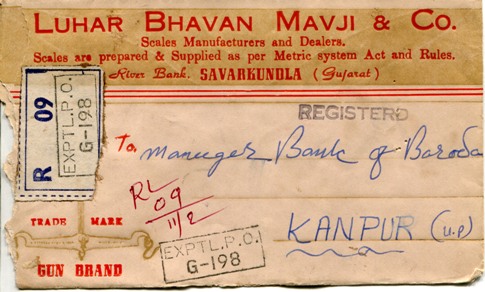 LUHAR BHAVAN MAVJI & CO.
Scales Manufacturers and Dealers.
Scales are prepared & Supplied as per Metric system Act and Rules.
River Bank. SAVARKUNDLA (Gujarat)
R 09
EXPTL.P.O.
G-198
REGISTERD
To, Manager Bank of Baroda
KANPUR (U.P)
RL
09
11/2
TRADE MARK
GUN BRAND
EXPTL.P.O.
G-198